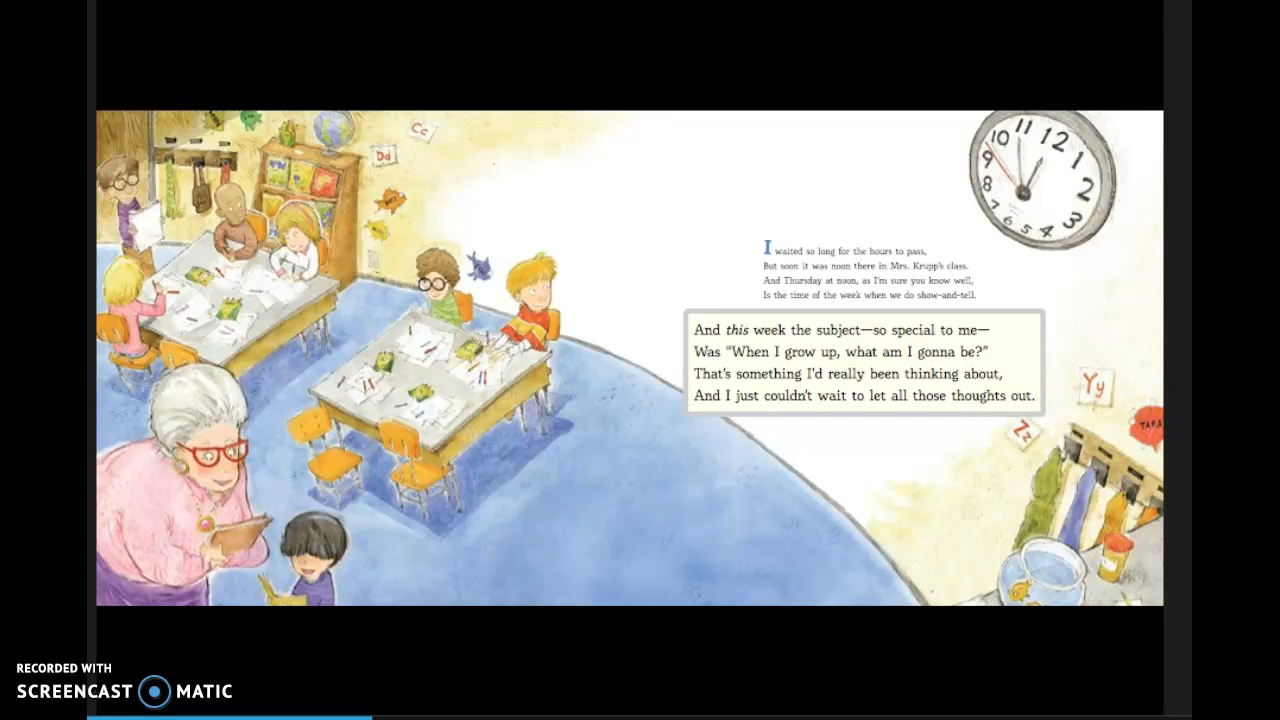 Cc
Dd
11 12 1 2 3 4 5 6 7 8 9 10
I waited so long for the hours to pass,
But soon it was noon there in Mrs. Krupp's class.
And Thursday at noon, as I'm sure you know well,
Is the time of the week when we do show-and-tell.
And this week the subject—so special to me—
Was "When I grow up, what am I gonna be?"
That's something I'd really been thinking about,
And I just couldn't wait to let all those thoughts out.
Yy
Zz
RECORDED WITH
SCREENCAST MATIC